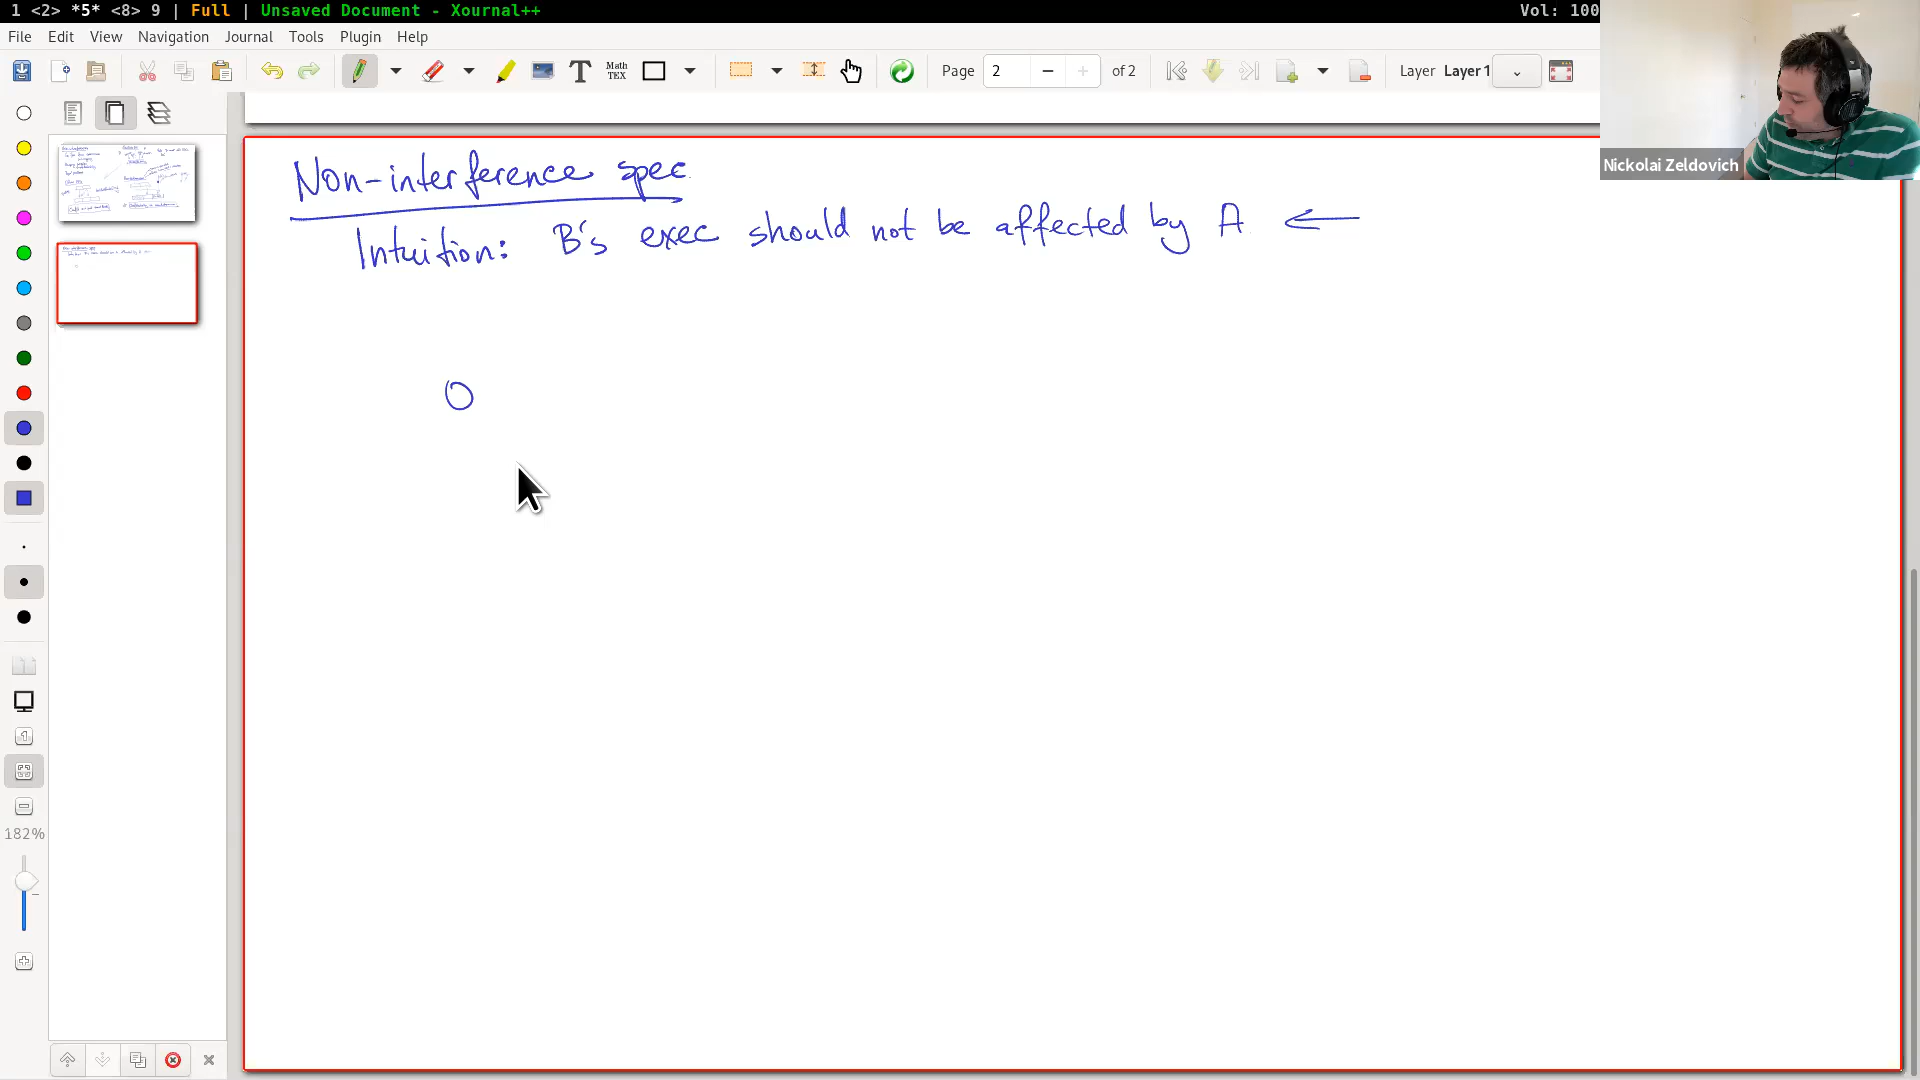 1 <2> *5* <8> 9 | Full | Unsaved Document - Xournal++
Vol: 100
File Edit View Navigation Journal Tools Plugin Help
Math
TEX
Page 2 of 2
Layer Layer 1
Nickolai Zeldovich
Non-interference spec.
Intuition: B's exec should not be affected by A ←
O
182%